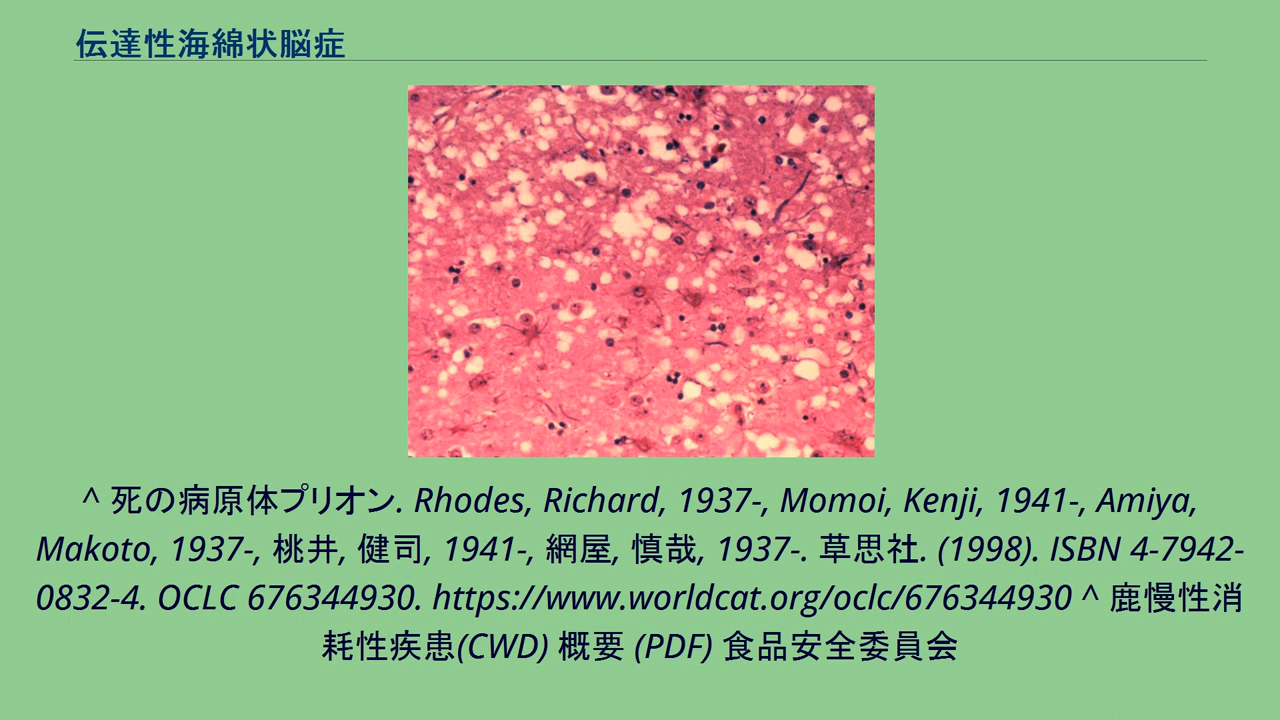 伝達性海綿状脳症
^ 死の病原体プリオン. Rhodes, Richard, 1937-, Momoi, Kenji, 1941-, Amiya,
Makoto, 1937-, 桃井, 健司, 1941-, 網屋, 慎哉, 1937-. 草思社. (1998). ISBN 4-7942-
0832-4. OCLC 676344930. https://www.worldcat.org/oclc/676344930 ^ 鹿慢性消
耗性疾患(CWD) 概要 (PDF) 食品安全委員会